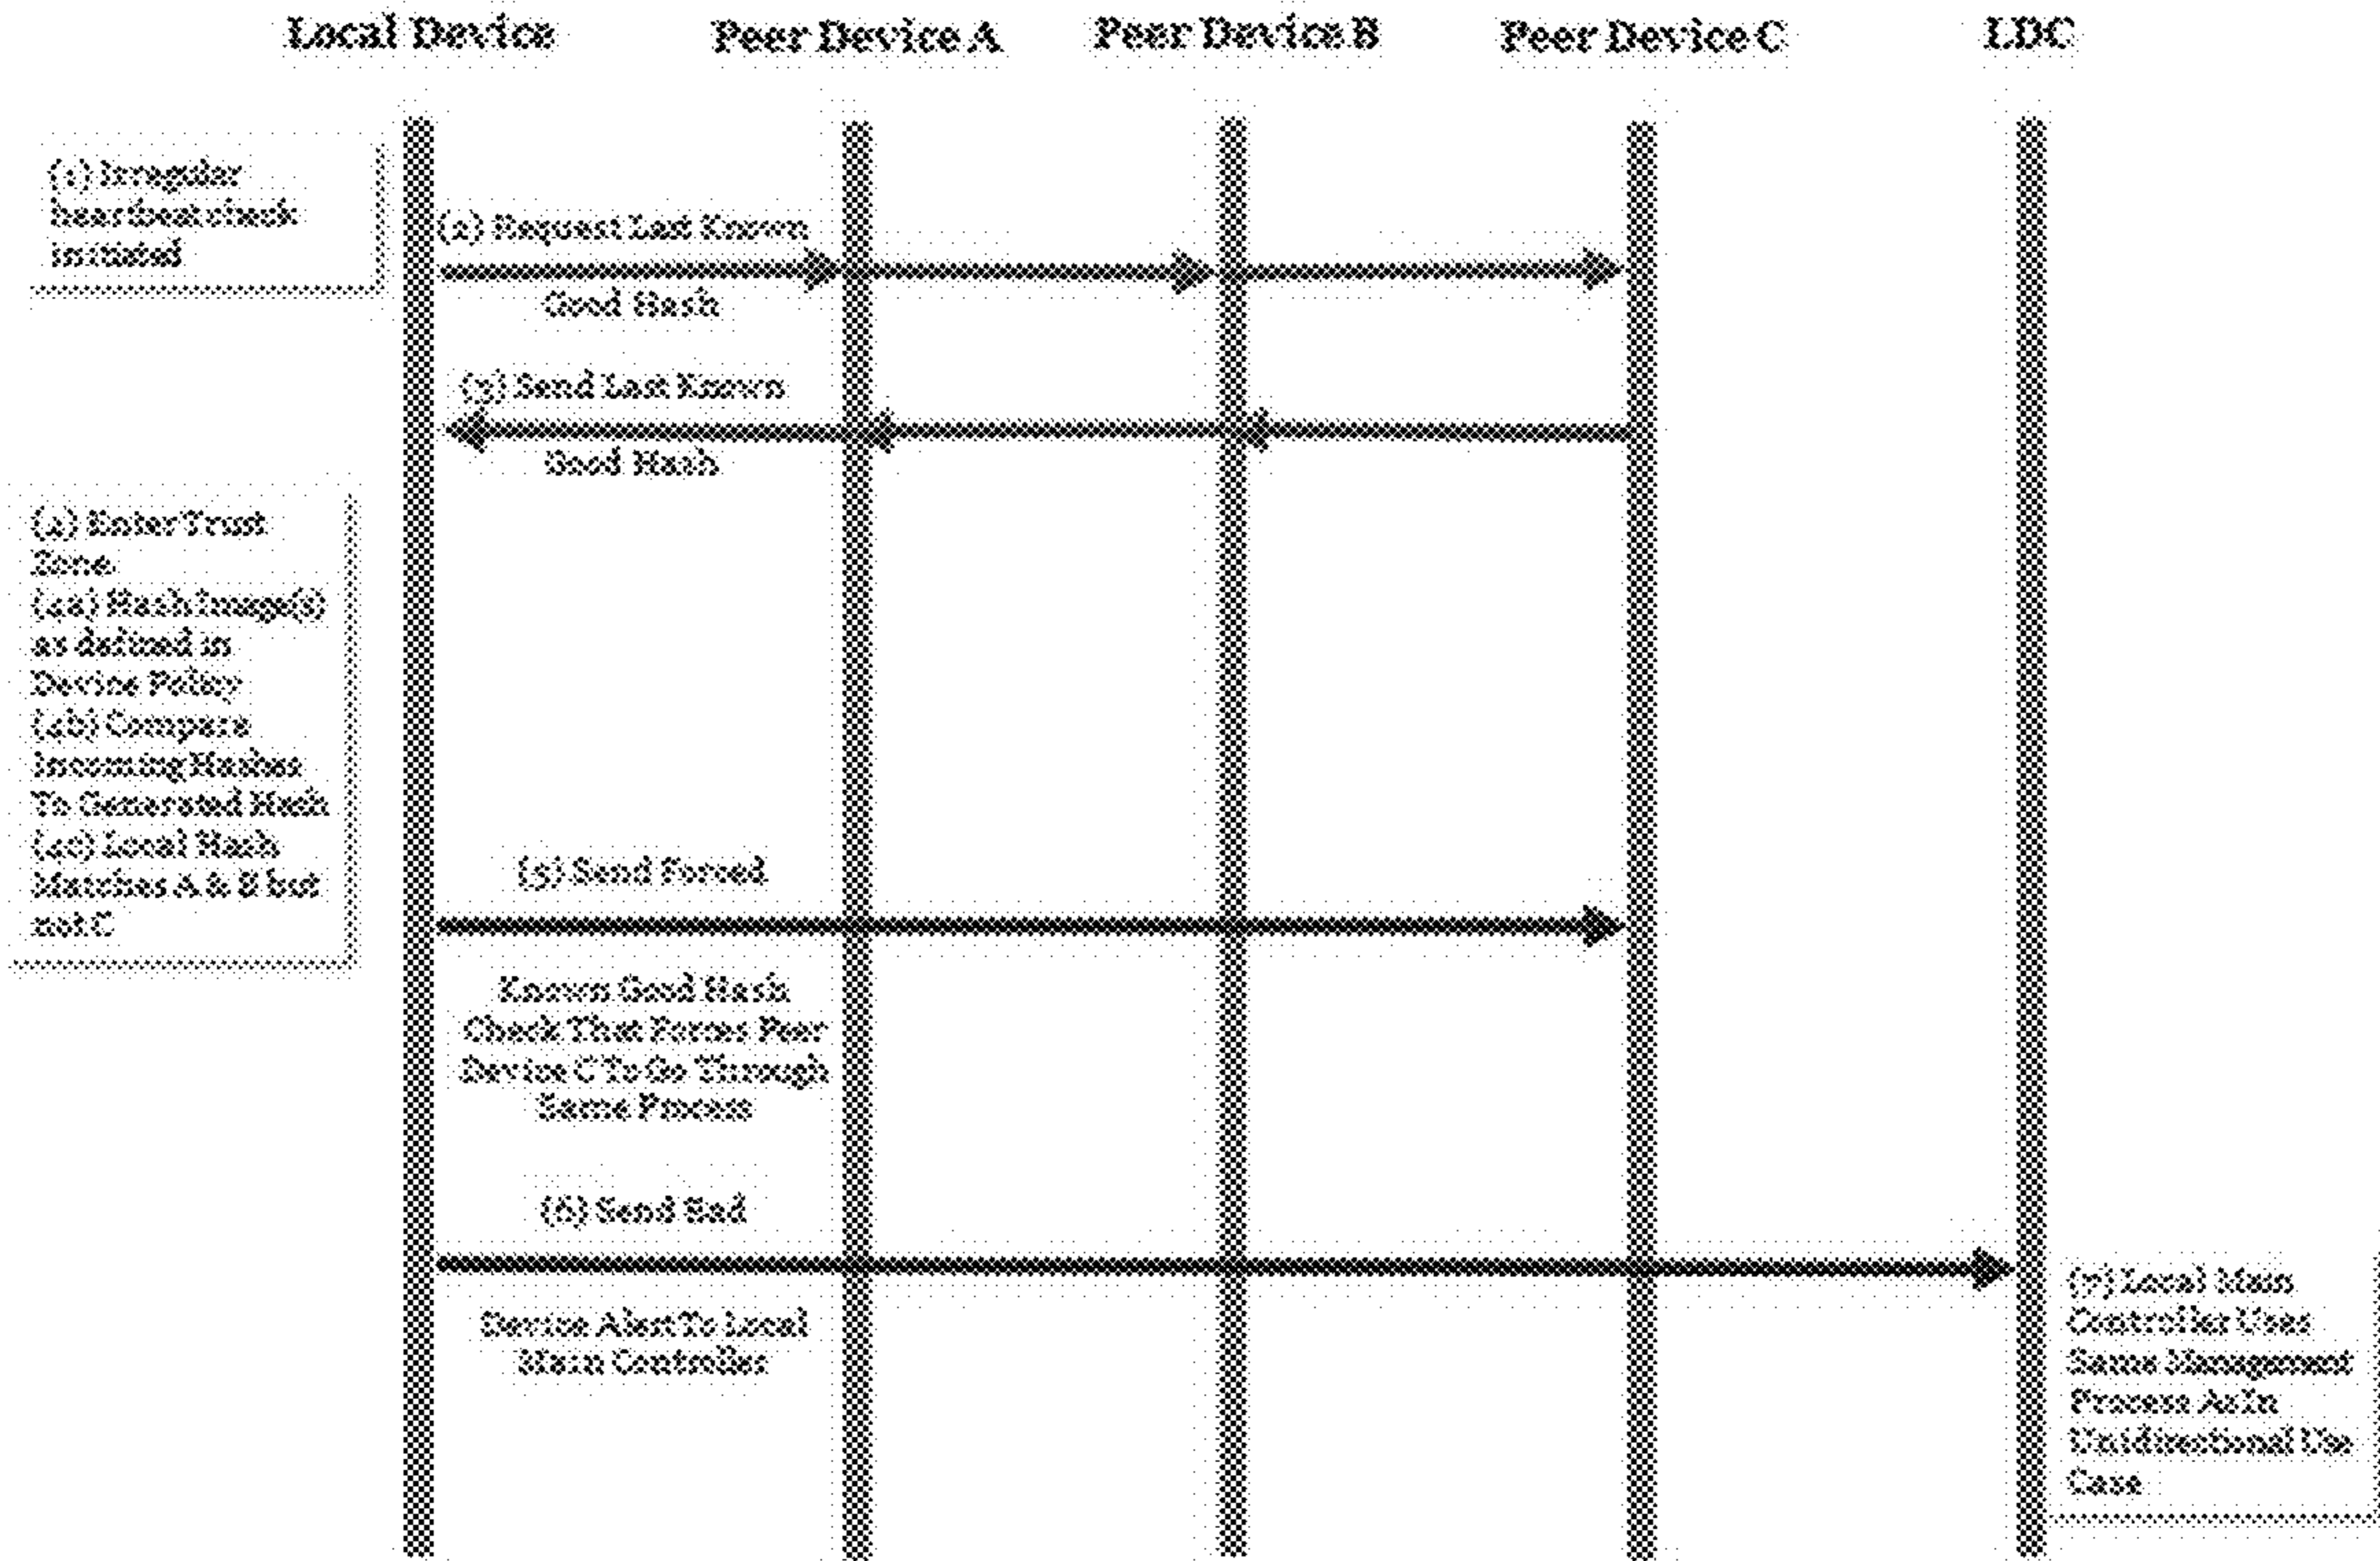 Local Device
Peer Device A
Peer Device B
Peer Device C
LDC
(1) Irregular
heartbeat check
initiated
(2) Request Last Known
Good Hash
(3) Send Last Known
Good Hash
(4) Enter Trust
Zone
(4a) Hash image(s)
as defined in
Device Policy
(4b) Compare
Incoming Hashes
To Generated Hash
(4c) Local Hash
Matches A & B but
not C
(5) Send Forced
Known Good Hash
Check That Forces Peer
Device C To Go Through
Same Process
(6) Send Bad
Device Alert To Local
Main Controller
(7) Local Main
Controller Uses
Same Management
Process As in
Unidirectional Use
Case